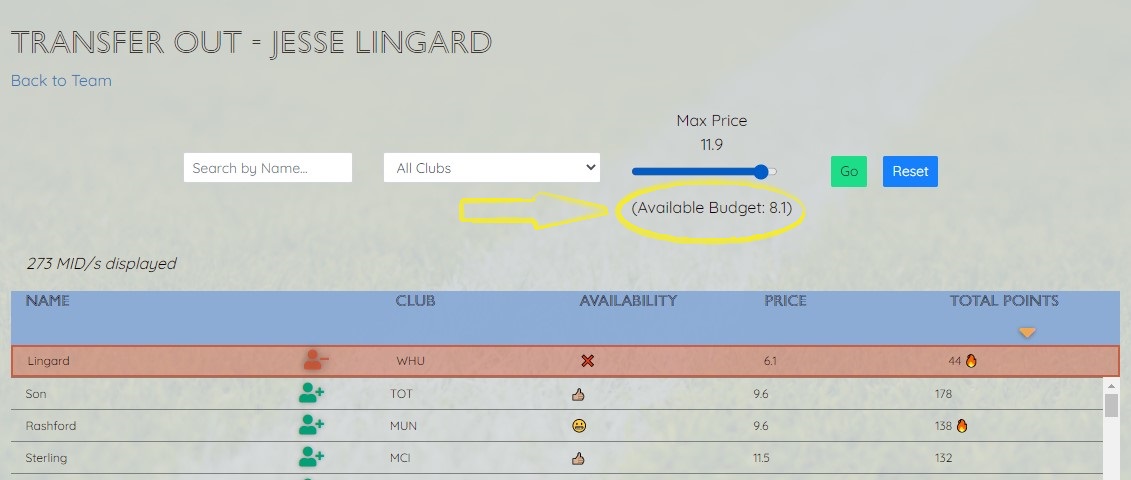 TRANSFER OUT - JESSE LINGARD
Back to Team
Max Price
11.9
Search by Name... All Clubs Go Reset
(Available Budget: 8.1)
273 MID/s displayed
NAME CLUB AVAILABILITY PRICE TOTAL POINTS
Lingard WHU 6.1 44
Son TOT 9.6 178
Rashford MUN 9.6 138
Sterling MCI 11.5 132